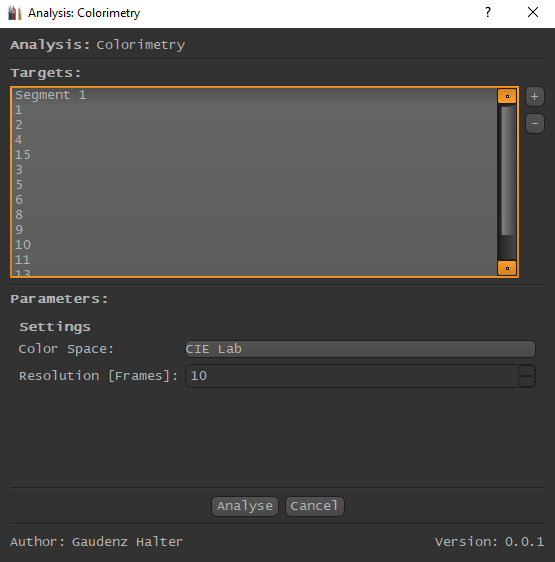 Analysis: Colorimetry
Analysis: Colorimetry
Targets:
Segment 1
1
2
4
15
3
5
6
8
9
10
11
13
+
-
Parameters:
Settings
Color Space: CIE Lab
Resolution [Frames]: 10
Analyse Cancel
Author: Gaudenz Halter Version: 0.0.1